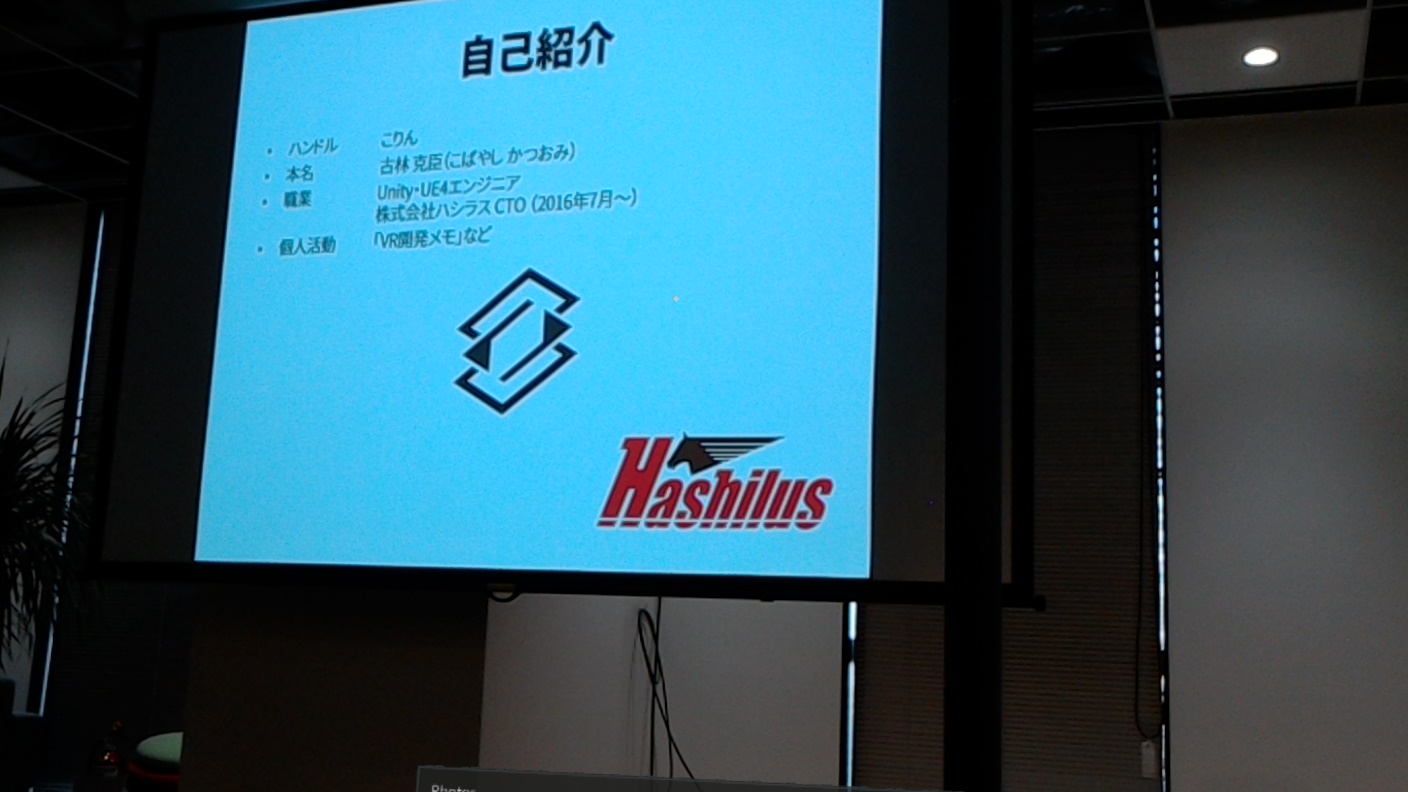 自己紹介
• ハンドル こりん
• 本名 古林 克臣(こばやし かつおみ)
• 職業 Unity・UE4エンジニア
株式会社ハシラス CTO (2016年7月～)
• 個人活動 「VR開発メモ」など
Hashilus
Photos